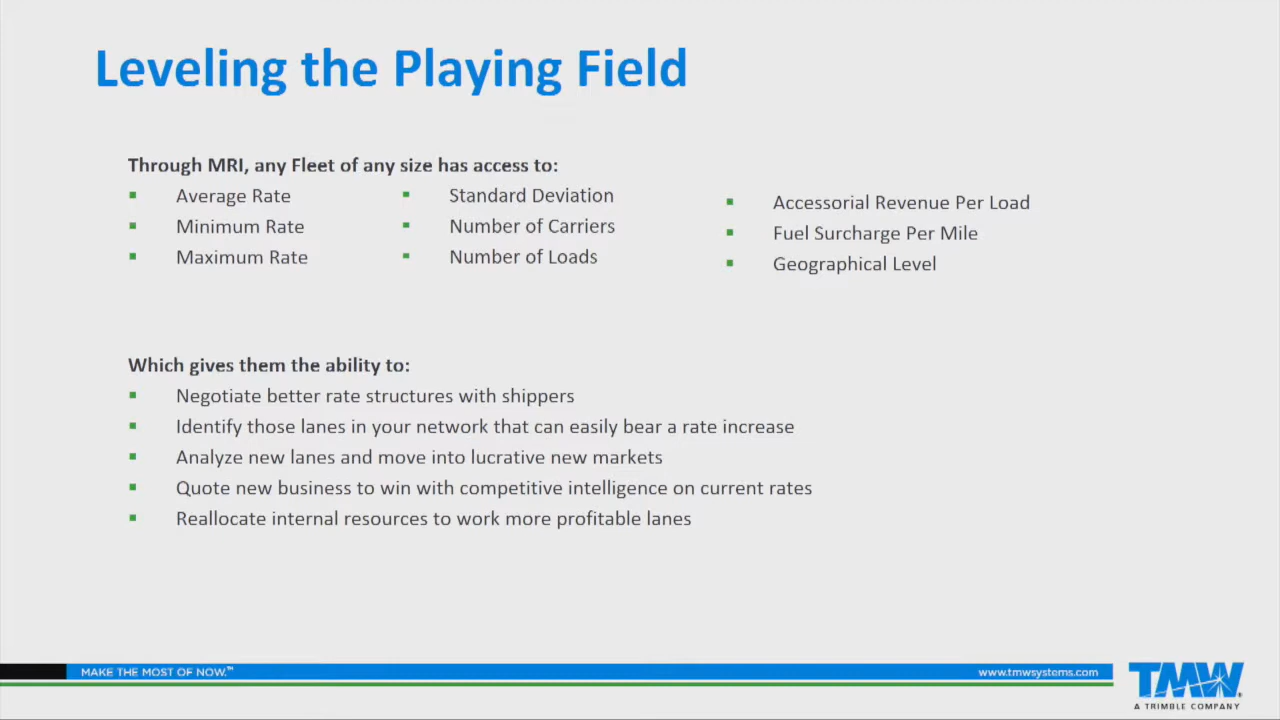 Leveling the Playing Field
Through MRI, any Fleet of any size has access to:
Average Rate
Minimum Rate
Maximum Rate
Standard Deviation
Number of Carriers
Number of Loads
Accessorial Revenue Per Load
Fuel Surcharge Per Mile
Geographical Level
Which gives them the ability to:
Negotiate better rate structures with shippers
Identify those lanes in your network that can easily bear a rate increase
Analyze new lanes and move into lucrative new markets
Quote new business to win with competitive intelligence on current rates
Reallocate internal resources to work more profitable lanes
MAKE THE MOST OF NOW.™
www.tmwsystems.com
TMW
A TRIMBLE COMPANY